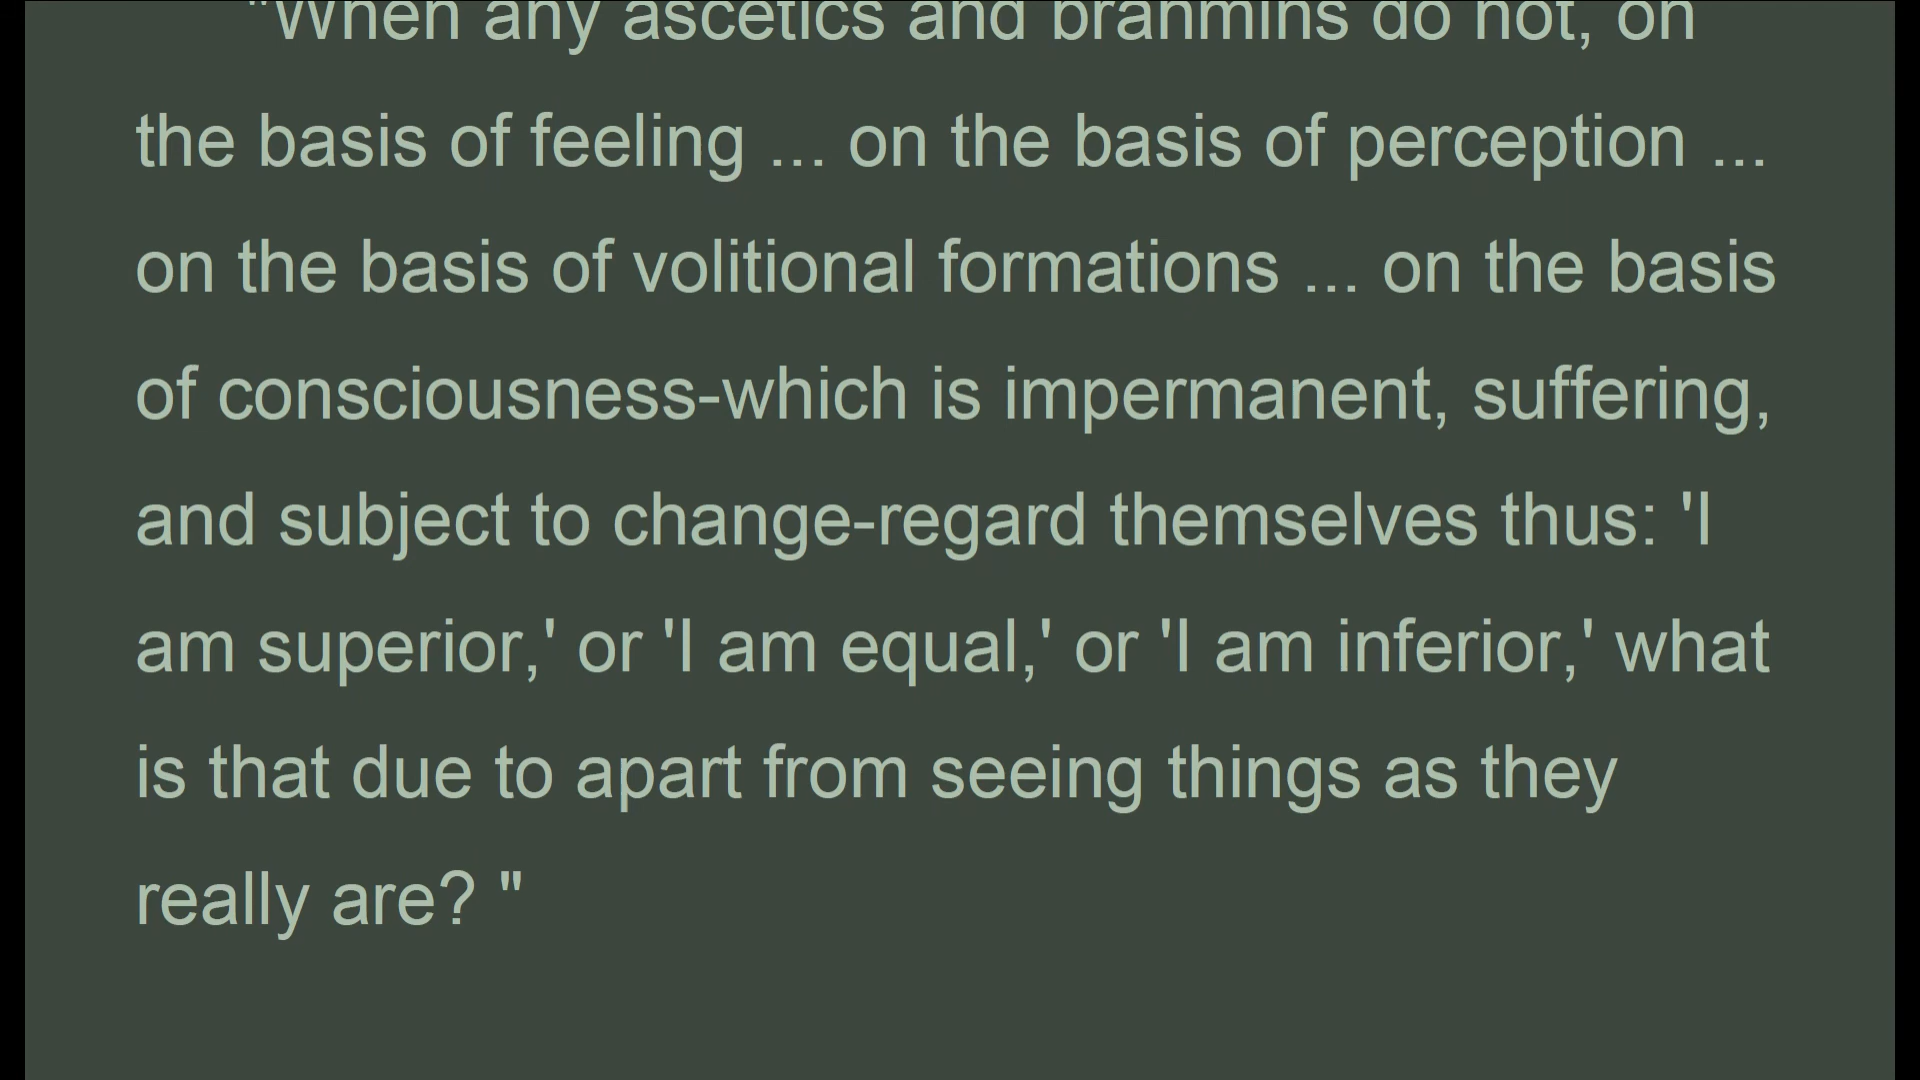 "When any ascetics and brahmins do not, on
the basis of feeling ... on the basis of perception ...
on the basis of volitional formations ... on the basis
of consciousness-which is impermanent, suffering,
and subject to change-regard themselves thus: 'I
am superior,' or 'I am equal,' or 'I am inferior,' what
is that due to apart from seeing things as they
really are? "